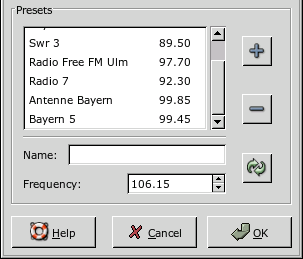 Presets
Swr 3 89.50
Radio Free FM Ulm 97.70
Radio 7 92.30
Antenne Bayern 99.85
Bayern 5 99.45
Name:
Frequency: 106.15
Help Cancel OK